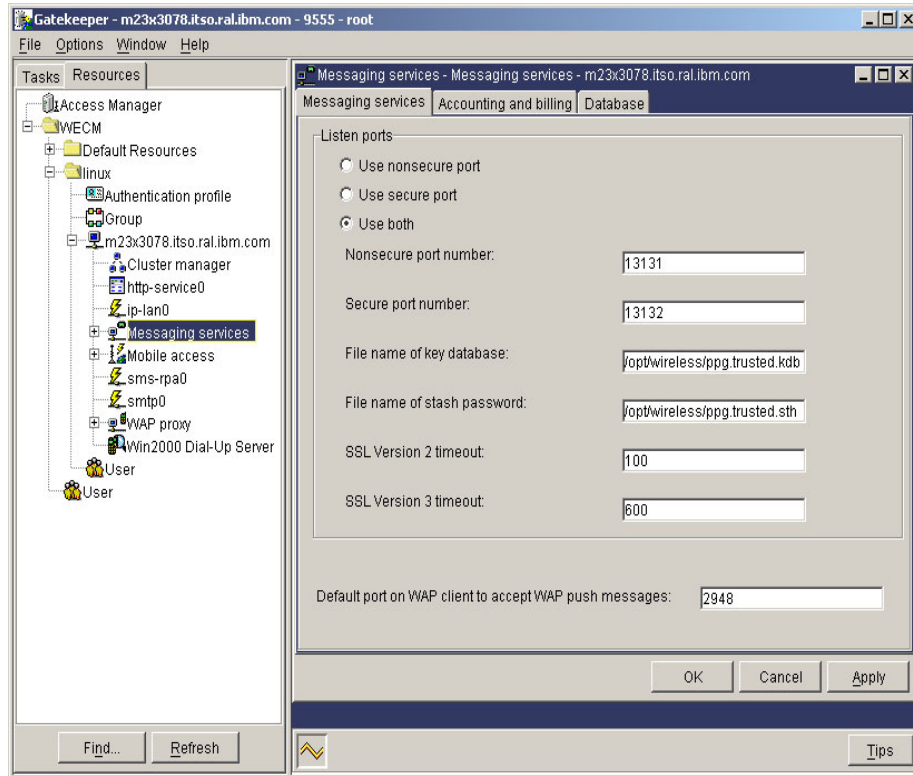 Gatekeeper - m23x3078.itso.ral.ibm.com - 9555 - root
File Options Window Help
Tasks Resources
Access Manager
WECM
Default Resources
linux
Authentication profile
Group
m23x3078.itso.ral.ibm.com
Cluster manager
http-service0
ip-lan0
Messaging services
Mobile access
sms-rpa0
smtp0
WAP proxy
Win2000 Dial-Up Server
User
User
Find... Refresh
Messaging services - Messaging services - m23x3078.itso.ral.ibm.com
Messaging services Accounting and billing Database
Listen ports
Use nonsecure port
Use secure port
Use both
Nonsecure port number: 13131
Secure port number: 13132
File name of key database: /opt/wireless/ppg.trusted.kdb
File name of stash password: /opt/wireless/ppg.trusted.sth
SSL Version 2 timeout: 100
SSL Version 3 timeout: 600
Default port on WAP client to accept WAP push messages: 2948
OK Cancel Apply
Tips